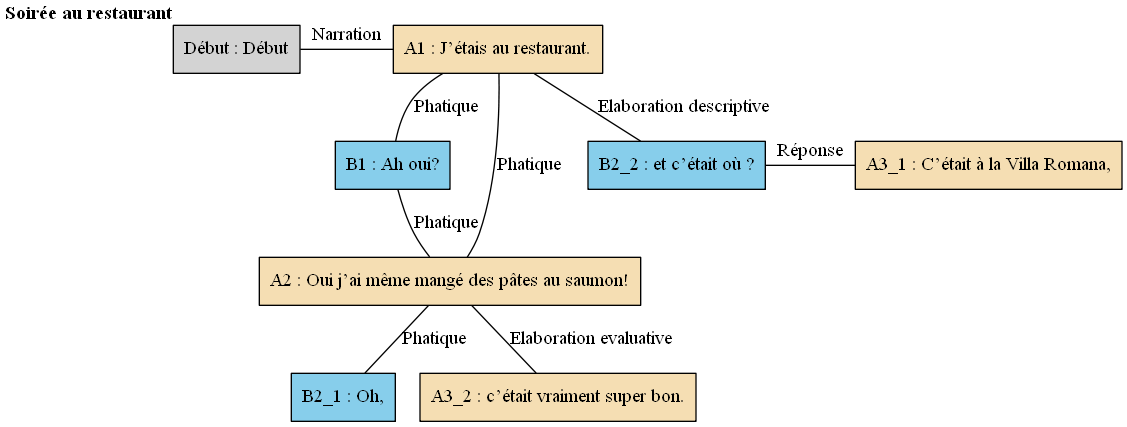 Soirée au restaurant
Début : Début
Narration
A1 : J’étais au restaurant.
Phatique
Elaboration descriptive
B1 : Ah oui?
Phatique
B2_2 : et c’était où ?
Réponse
A3_1 : C’était à la Villa Romana,
Phatique
A2 : Oui j’ai même mangé des pâtes au saumon!
Phatique
Elaboration evaluative
B2_1 : Oh,
A3_2 : c’était vraiment super bon.